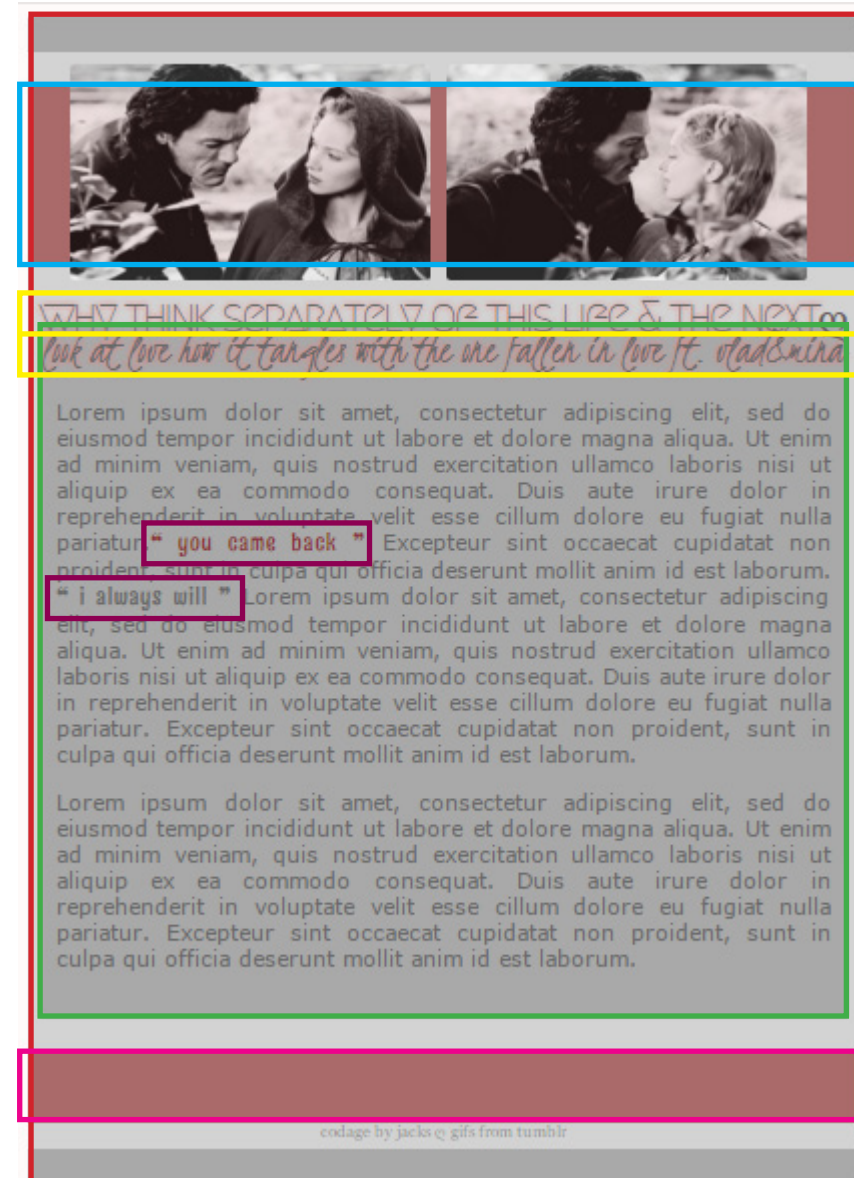 WHY THINK SEPARATELY OF THIS LIFE & THE NEXT
look at love how it tangles with the one fallen in love ft. vlad&mina
Lorem ipsum dolor sit amet, consectetur adipiscing elit, sed do
eiusmod tempor incididunt ut labore et dolore magna aliqua. Ut enim
ad minim veniam, quis nostrud exercitation ullamco laboris nisi ut
aliquip ex ea commodo consequat. Duis aute irure dolor in
reprehenderit in voluptate velit esse cillum dolore eu fugiat nulla
pariatur.“ you came back ” Excepteur sint occaecat cupidatat non
proident, sunt in culpa qui officia deserunt mollit anim id est laborum.
“ i always will ” Lorem ipsum dolor sit amet, consectetur adipiscing
elit, sed do eiusmod tempor incididunt ut labore et dolore magna
aliqua. Ut enim ad minim veniam, quis nostrud exercitation ullamco
laboris nisi ut aliquip ex ea commodo consequat. Duis aute irure dolor
in reprehenderit in voluptate velit esse cillum dolore eu fugiat nulla
pariatur. Excepteur sint occaecat cupidatat non proident, sunt in
culpa qui officia deserunt mollit anim id est laborum.
Lorem ipsum dolor sit amet, consectetur adipiscing elit, sed do
eiusmod tempor incididunt ut labore et dolore magna aliqua. Ut enim
ad minim veniam, quis nostrud exercitation ullamco laboris nisi ut
aliquip ex ea commodo consequat. Duis aute irure dolor in
reprehenderit in voluptate velit esse cillum dolore eu fugiat nulla
pariatur. Excepteur sint occaecat cupidatat non proident, sunt in
culpa qui officia deserunt mollit anim id est laborum.
codage by jacks ღ gifs from tumblr